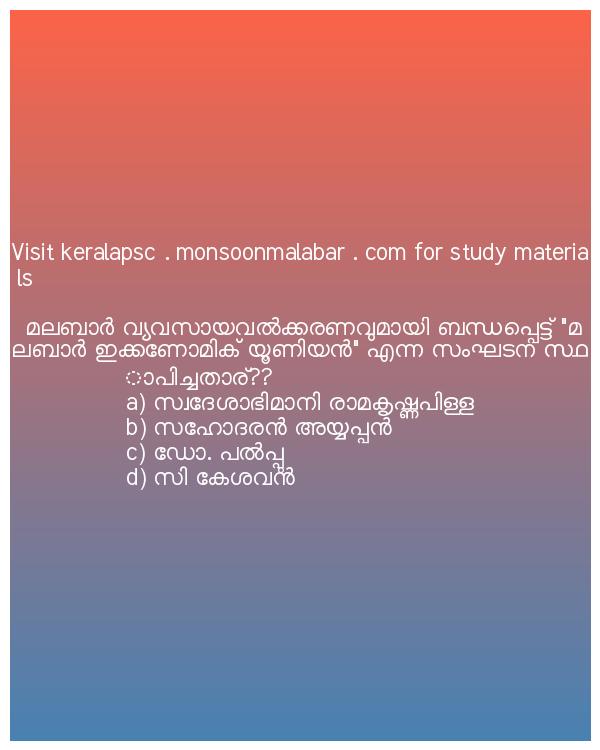 Visit keralapsc . monsoonmalabar . com for study materia
ls
മലബാർ വ്യവസായവൽക്കരണവുമായി ബന്ധപ്പെട്ട് "മ
ലബാർ ഇക്കണോമിക് യൂണിയൻ" എന്ന സംഘടന സ്ഥ
ാപിച്ചതാര്??
a) സ്വദേശാഭിമാനി രാമകൃഷ്ണപിള്ള
b) സഹോദരൻ അയ്യപ്പൻ
c) ഡോ. പൽപ്പു
d) സി കേശവൻ